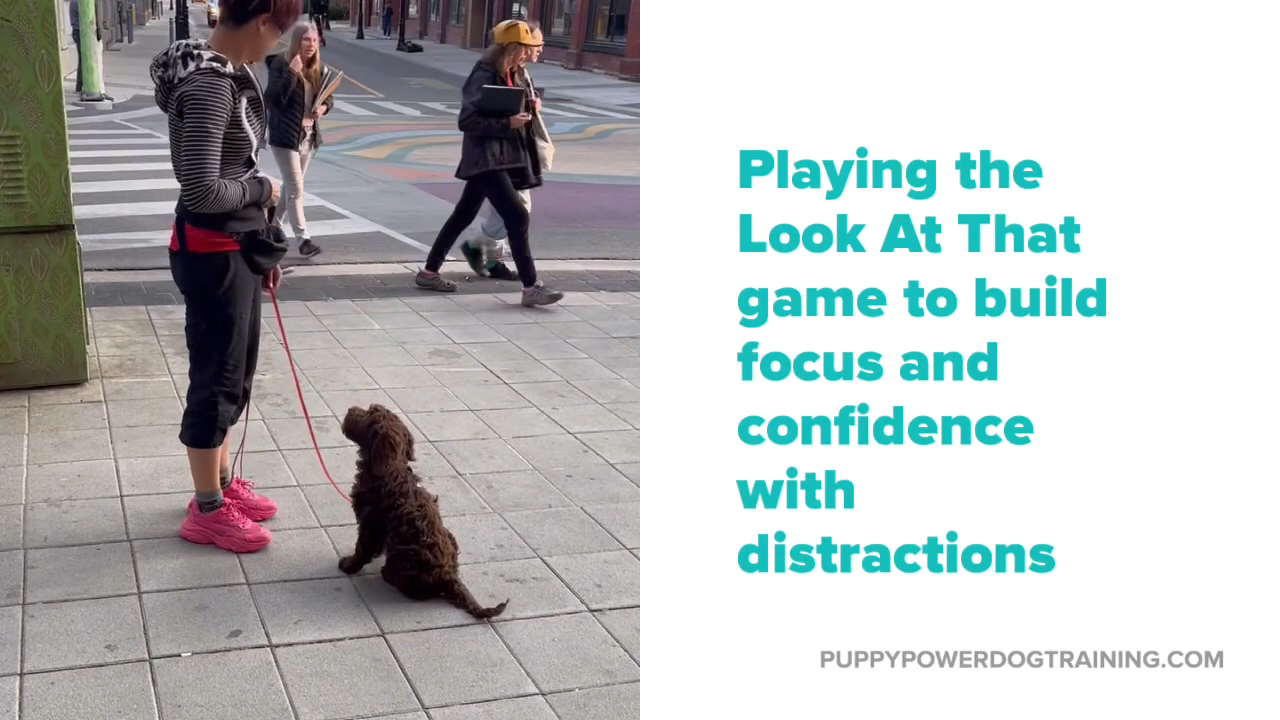 Playing the
Look At That
game to build
focus and
confidence
with
distractions
PUPPYPOWERDOGTRAINING.COM